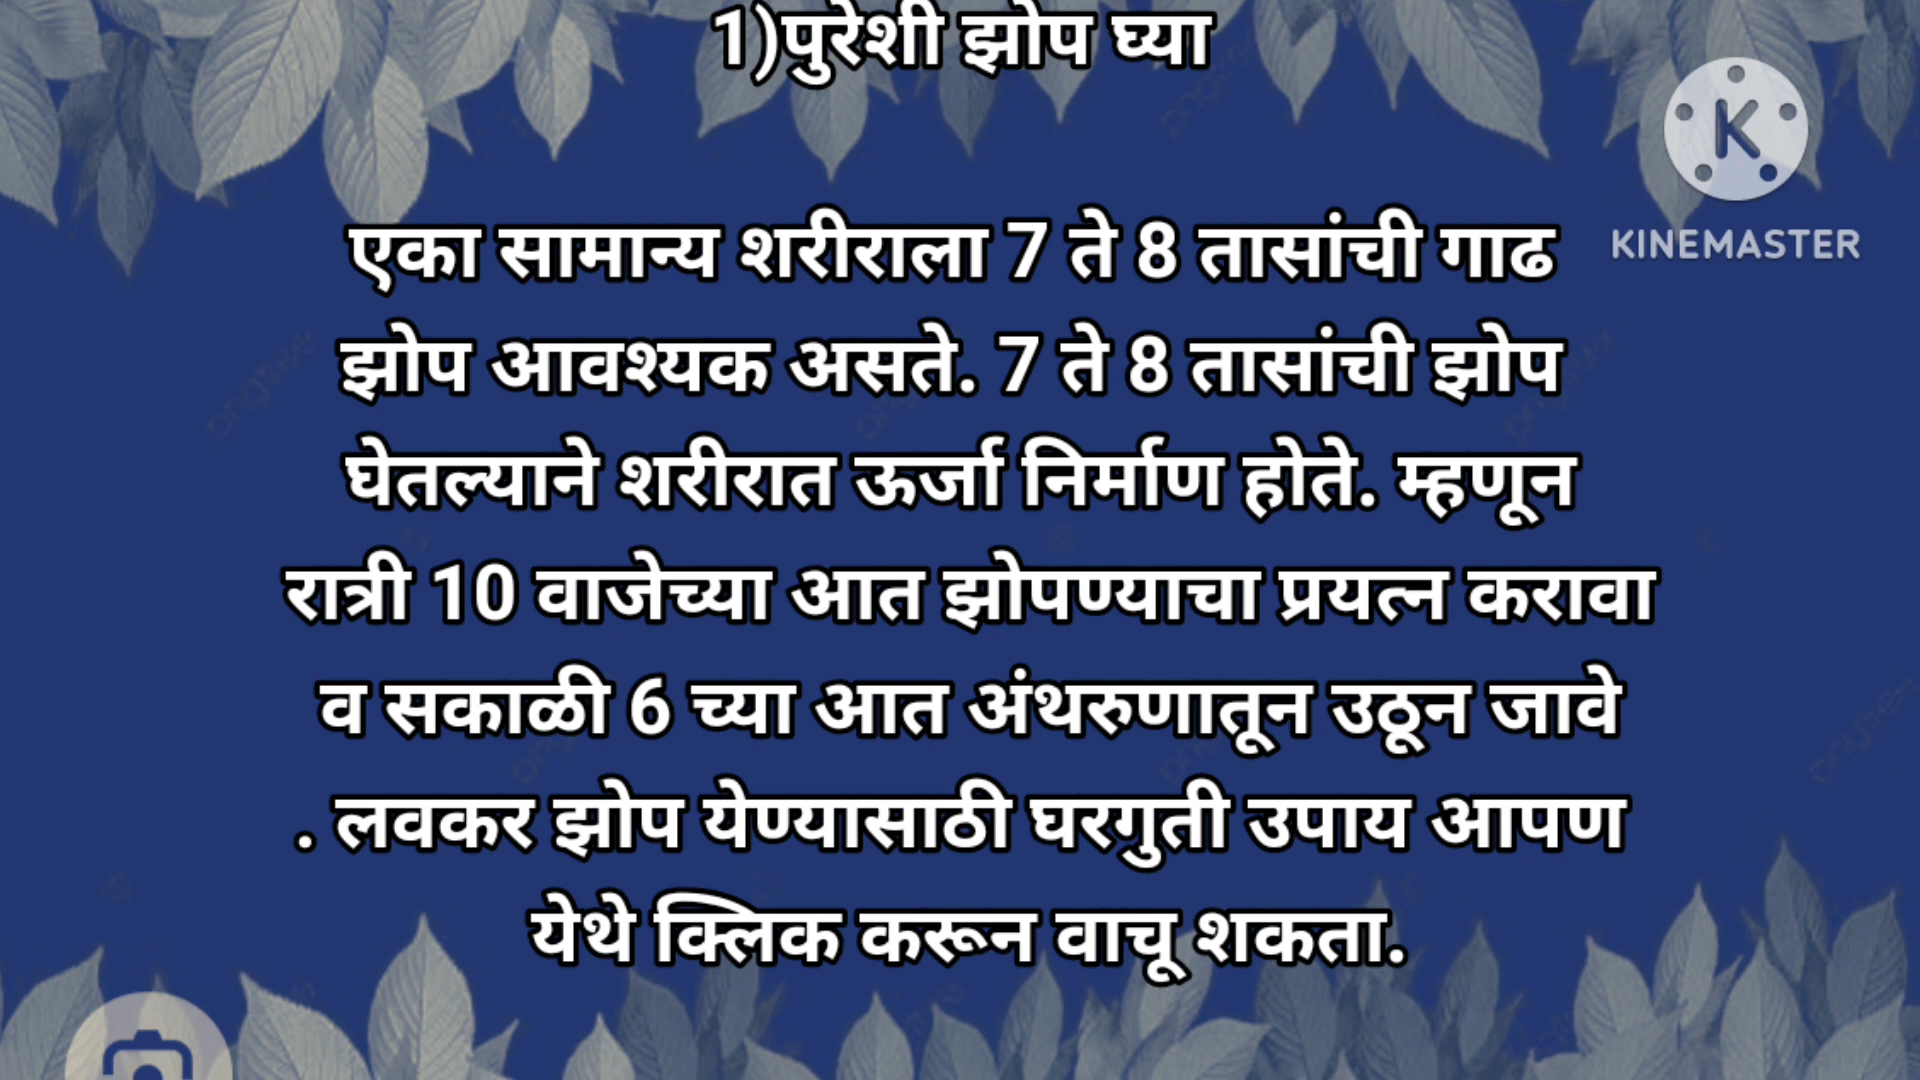 1)पुरेशी झोप घ्या
KINEMASTER
एका सामान्य शरीराला 7 ते 8 तासांची गाढ
झोप आवश्यक असते. 7 ते 8 तासांची झोप
घेतल्याने शरीरात ऊर्जा निर्माण होते. म्हणून
रात्री 10 वाजेच्या आत झोपण्याचा प्रयत्न करावा
व सकाळी 6 च्या आत अंथरुणातून उठून जावे
. लवकर झोप येण्यासाठी घरगुती उपाय आपण
येथे क्लिक करून वाचू शकता.